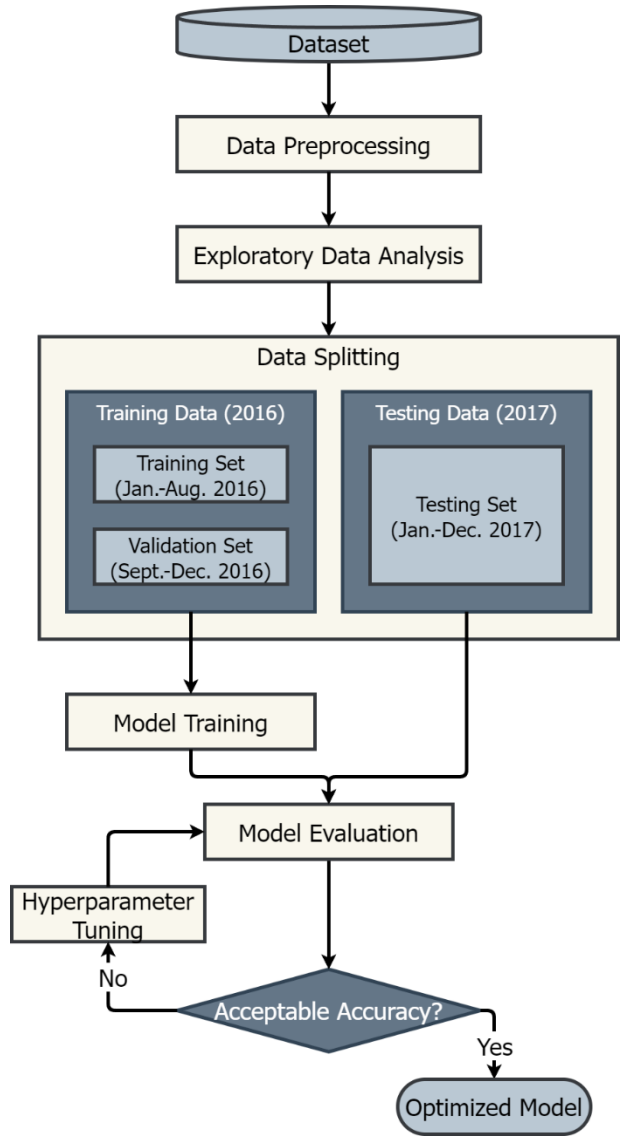 Dataset
Data Preprocessing
Exploratory Data Analysis
Data Splitting
Training Data (2016)
Training Set
(Jan.-Aug. 2016)
Validation Set
(Sept.-Dec. 2016)
Testing Data (2017)
Testing Set
(Jan.-Dec. 2017)
Model Training
Model Evaluation
Hyperparameter
Tuning
No
Acceptable Accuracy?
Yes
Optimized Model